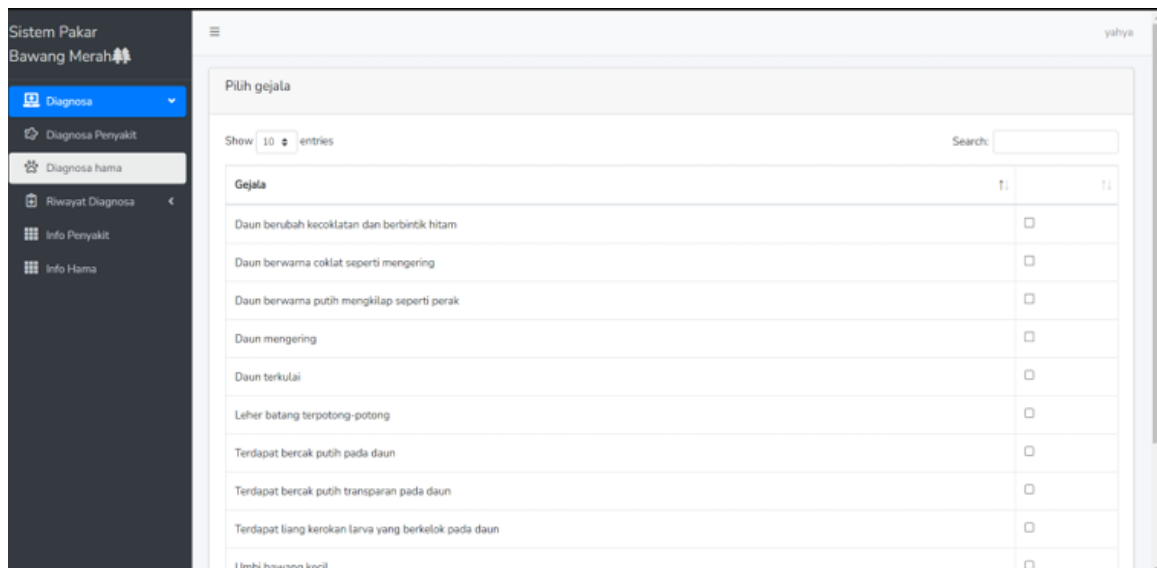 Sistem Pakar
Bawang Merah
yahya
Diagnosa
Diagnosa Penyakit
Diagnosa hama
Riwayat Diagnosa
Info Penyakit
Info Hama
Pilih gejala
Show 10 entries
Search:
Gejala
Daun berubah kecoklatan dan berbintik hitam
Daun berwarna coklat seperti mengering
Daun berwarna putih mengkilap seperti perak
Daun mengering
Daun terkulai
Leher batang terpotong-potong
Terdapat bercak putih pada daun
Terdapat bercak putih transparan pada daun
Terdapat liang kerokan larva yang berkelok pada daun
Umbi bawang kecil